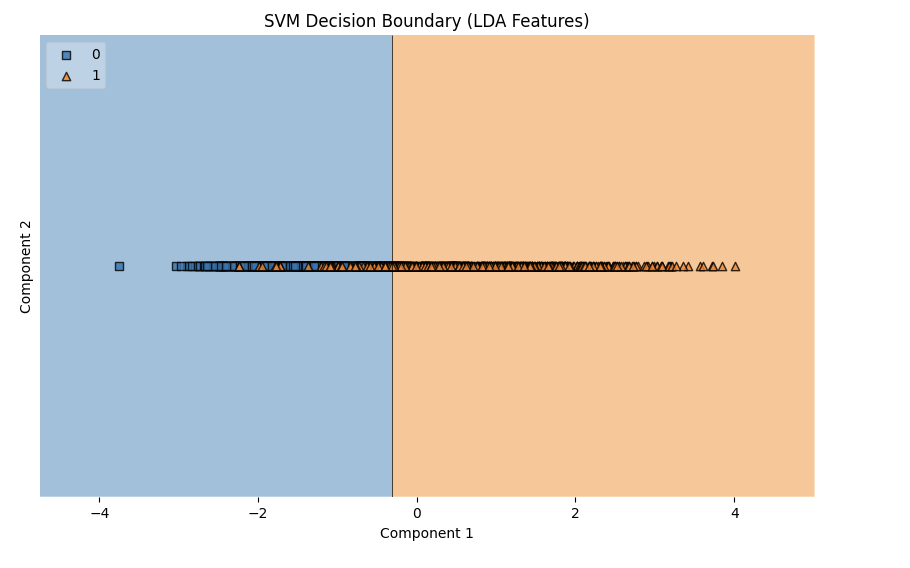 SVM Decision Boundary (LDA Features)
0
1
Component 2
−4 −2 0 2 4
Component 1